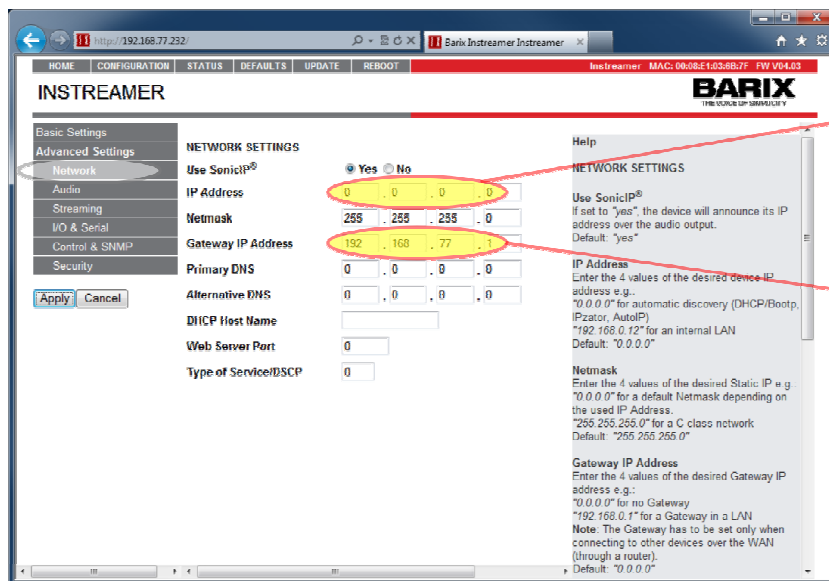 http://192.168.77.232/
Barix Instreamer Instreamer
HOME CONFIGURATION STATUS DEFAULTS UPDATE REBOOT
Instreamer MAC: 00:08:E1:03:6B:7F FW V04.03
INSTREAMER
BARIX
THE VOICE OF SIMPLICITY
Basic Settings
Advanced Settings
Network
Audio
Streaming
I/O & Serial
Control & SNMP
Security
Apply Cancel
NETWORK SETTINGS
Use SonicIP® Yes No
IP Address 0 . 0 . 0 . 0
Netmask 255 . 255 . 255 . 0
Gateway IP Address 192 . 168 . 77 . 1
Primary DNS 0 . 0 . 0 . 0
Alternative DNS 0 . 0 . 0 . 0
DHCP Host Name
Web Server Port 0
Type of Service/DSCP 0
Help
NETWORK SETTINGS
Use SonicIP®
If set to "yes", the device will announce its IP
address over the audio output.
Default: "yes"
IP Address
Enter the 4 values of the desired device IP
address e.g.:
"0.0.0.0" for automatic discovery (DHCP/Bootp,
IPzator, AutoIP)
"192.168.0.12" for an internal LAN
Default: "0.0.0.0"
Netmask
Enter the 4 values of the desired Static IP e.g.:
"0.0.0.0" for a default Netmask depending on
the used IP Address.
"255.255.255.0" for a C class network
Default: "255.255.255.0"
Gateway IP Address
Enter the 4 values of the desired Gateway IP
address e.g.:
"0.0.0.0" for no Gateway
"192.168.0.1" for a Gateway in a LAN
Note: The Gateway has to be set only when
connecting to other devices over the WAN
(through a router).
Default: "0.0.0.0"